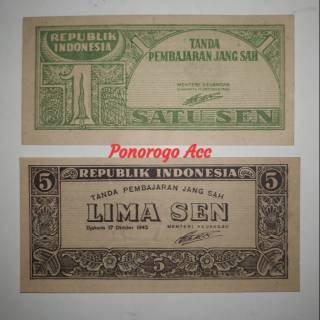 REPUBLIK
INDONESIA
TANDA
PEMBAJARAN JANG SAH
MENTERI KEUANGAN
1
SATU SEN
Ponorogo Acc
5 REPUBLIK INDONESIA 5
TANDA PEMBAJARAN JANG SAH
LIMA SEN
Djakarta 17 Oktober 1945 MENTERI KEUANGAN
5